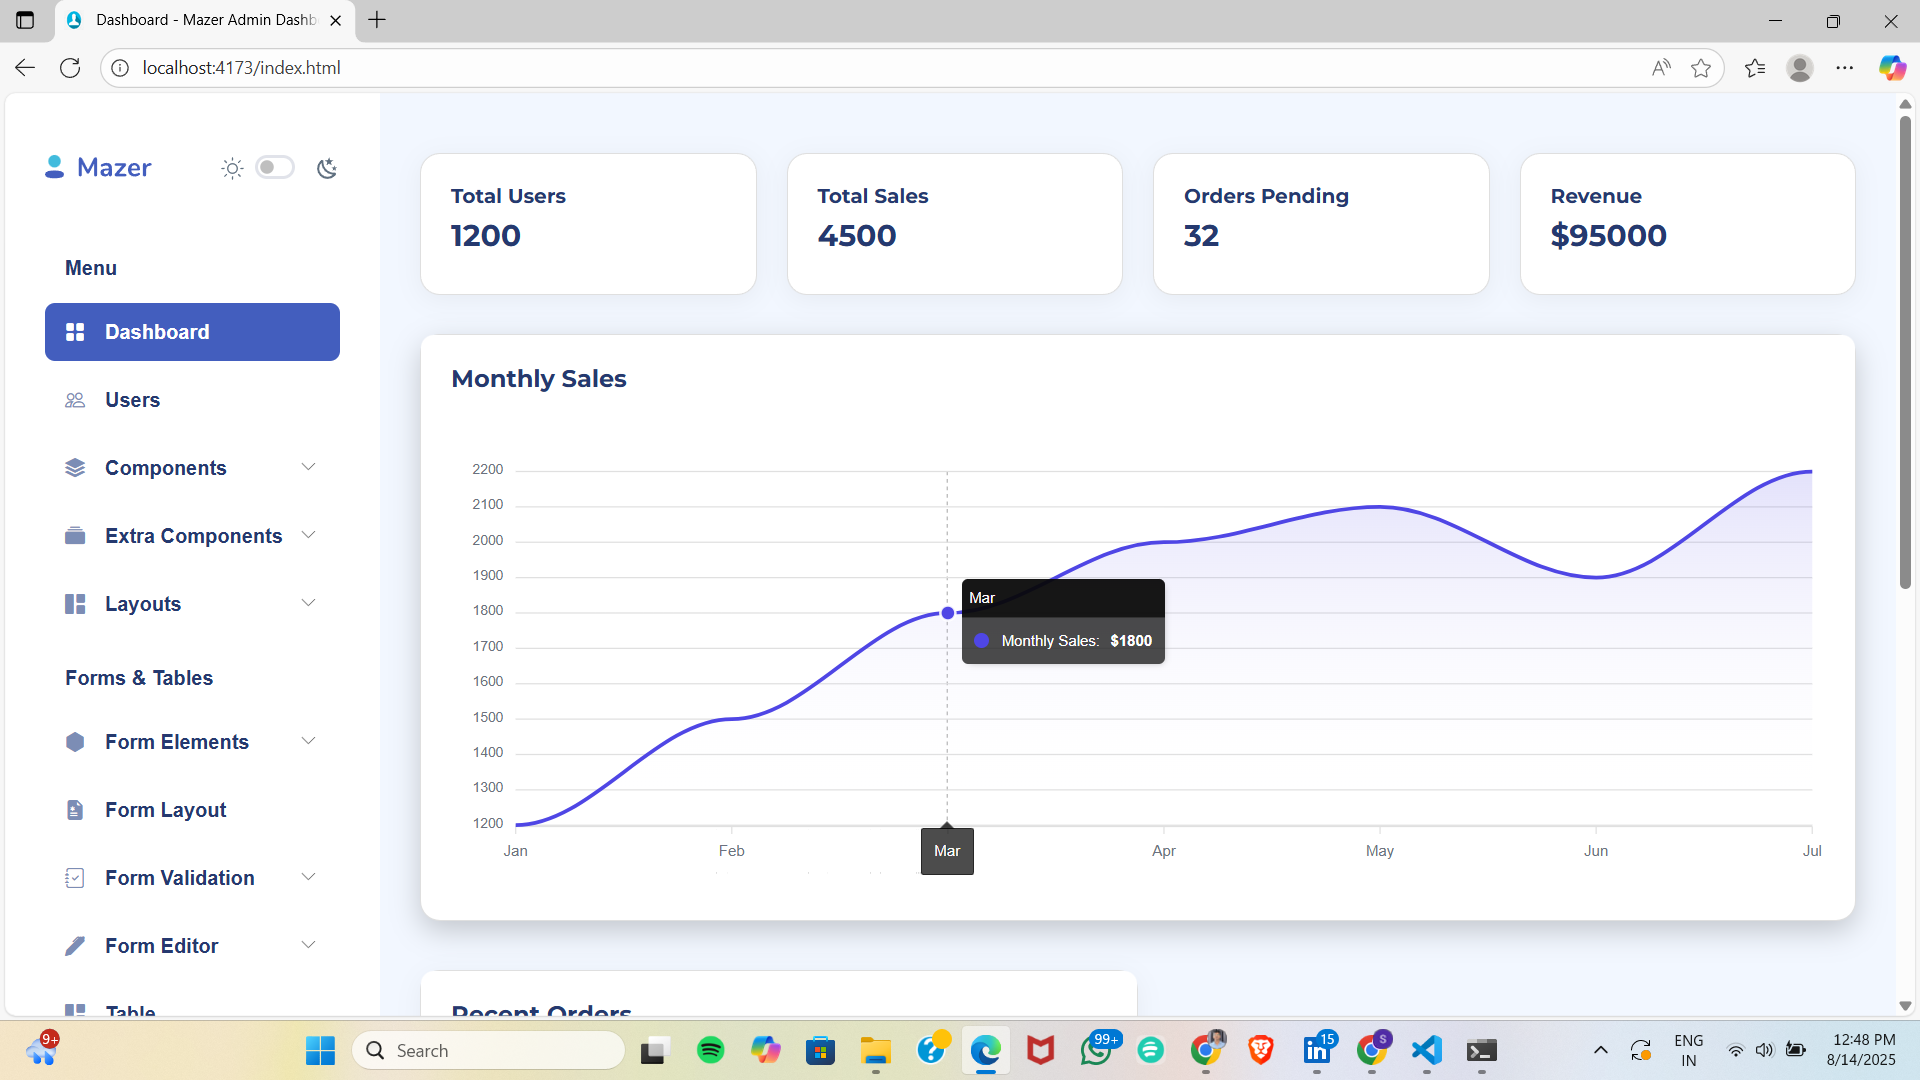 Dashboard - Mazer Admin Dashb
localhost:4173/index.html
Mazer
Menu
Dashboard
Users
Components
Extra Components
Layouts
Forms & Tables
Form Elements
Form Layout
Form Validation
Form Editor
Table
Total Users
1200
Total Sales
4500
Orders Pending
32
Revenue
$95000
Monthly Sales
2200
2100
2000
1900
1800
1700
1600
1500
1400
1300
1200
Mar
Monthly Sales: $1800
Jan Feb Mar Apr May Jun Jul
Recent Orders
9+
Search
99+
15
S
ENG
IN
12:48 PM
8/14/2025